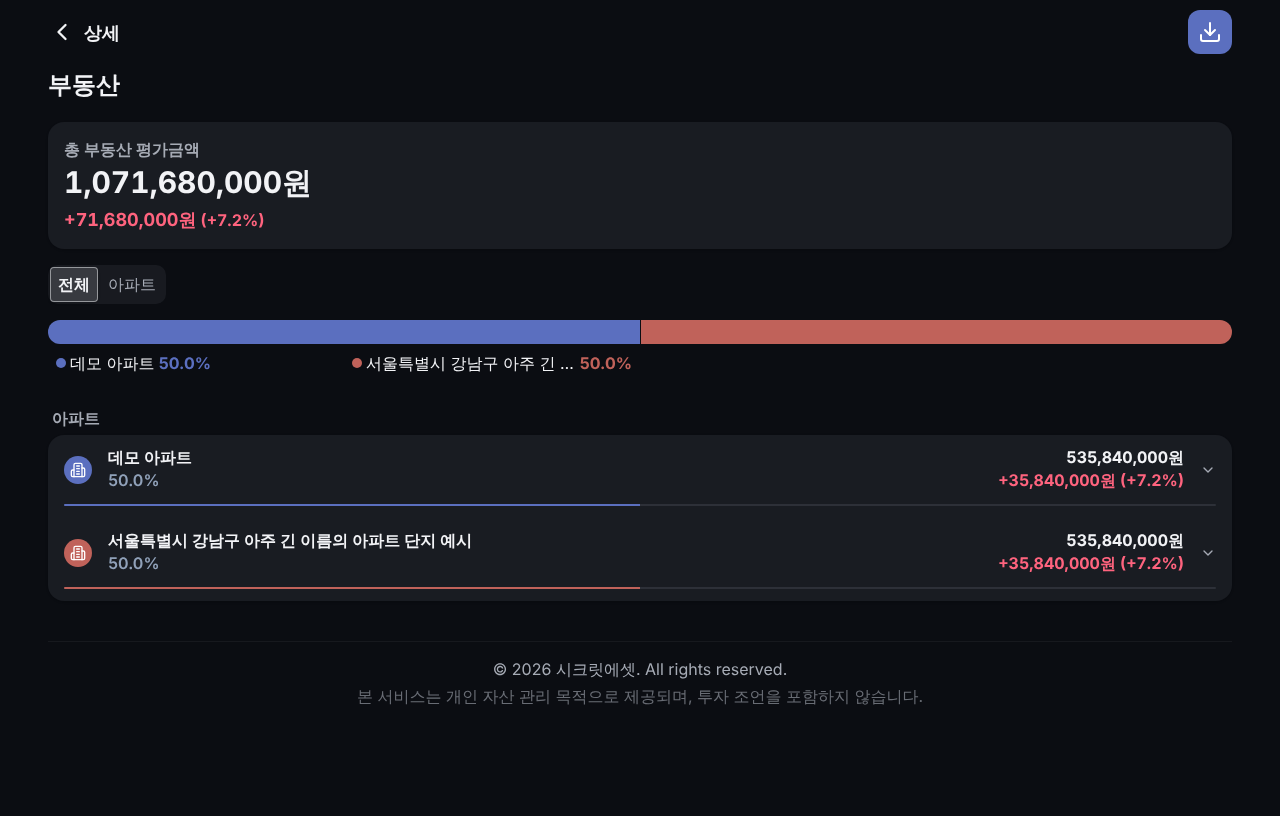 상세
부동산
총 부동산 평가금액
1,071,680,000원
+71,680,000원 (+7.2%)
전체 아파트
데모 아파트 50.0% 서울특별시 강남구 아주 긴 ... 50.0%
아파트
데모 아파트 535,840,000원
50.0% +35,840,000원 (+7.2%)
서울특별시 강남구 아주 긴 이름의 아파트 단지 예시 535,840,000원
50.0% +35,840,000원 (+7.2%)
© 2026 시크릿에셋. All rights reserved.
본 서비스는 개인 자산 관리 목적으로 제공되며, 투자 조언을 포함하지 않습니다.